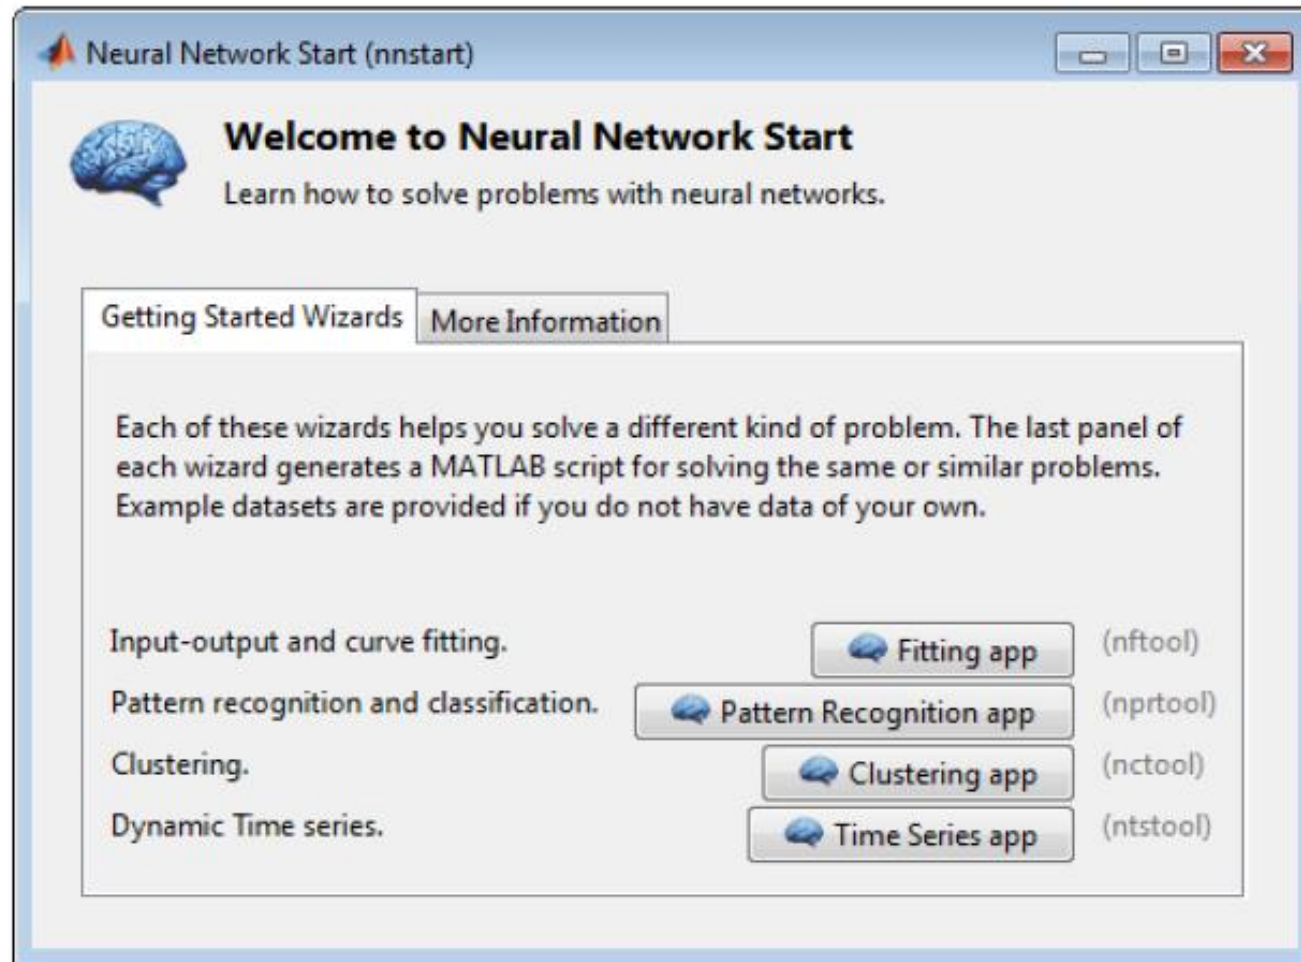 Neural Network Start (nnstart)
Welcome to Neural Network Start
Learn how to solve problems with neural networks.
Getting Started Wizards
More Information
Each of these wizards helps you solve a different kind of problem. The last panel of
each wizard generates a MATLAB script for solving the same or similar problems.
Example datasets are provided if you do not have data of your own.
Input-output and curve fitting. Fitting app (nftool)
Pattern recognition and classification. Pattern Recognition app (nprtool)
Clustering. Clustering app (nctool)
Dynamic Time series. Time Series app (ntstool)